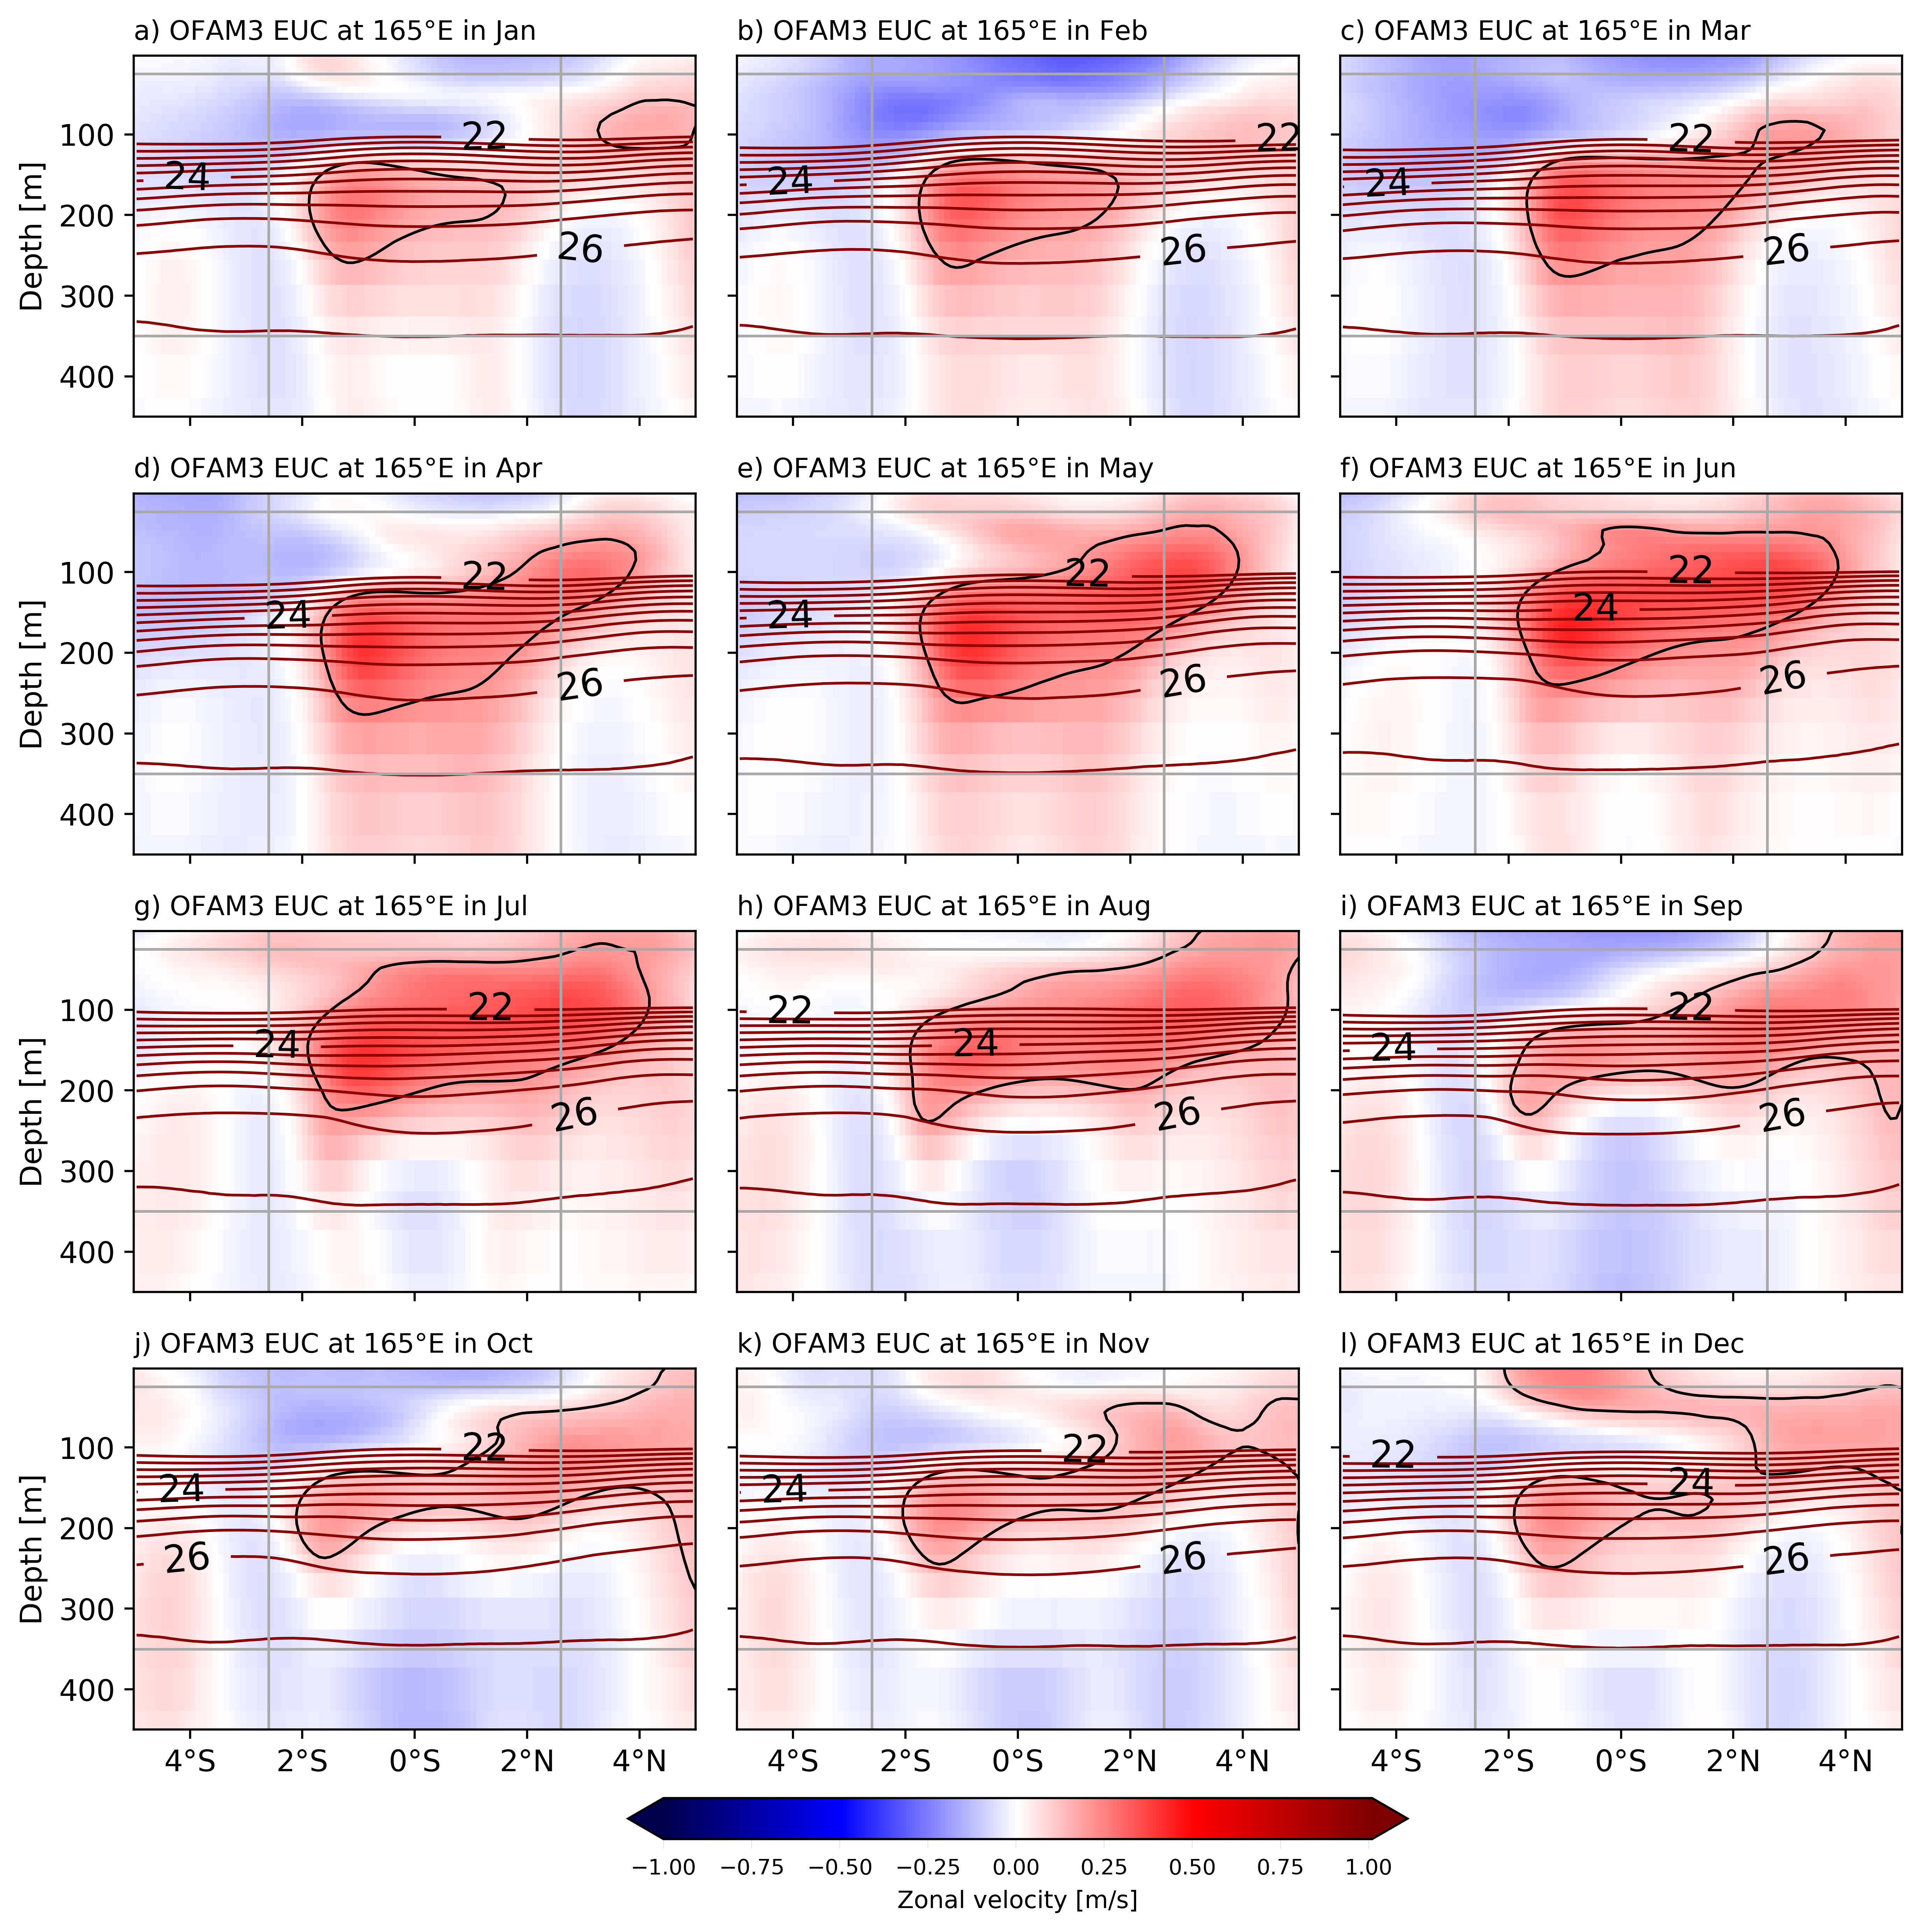 a) OFAM3 EUC at 165°E in Jan
b) OFAM3 EUC at 165°E in Feb
c) OFAM3 EUC at 165°E in Mar
Depth [m]
100
200
300
400
22
24
26
22
24
26
22
24
26
d) OFAM3 EUC at 165°E in Apr
e) OFAM3 EUC at 165°E in May
f) OFAM3 EUC at 165°E in Jun
Depth [m]
100
200
300
400
22
24
26
22
24
26
22
24
26
g) OFAM3 EUC at 165°E in Jul
h) OFAM3 EUC at 165°E in Aug
i) OFAM3 EUC at 165°E in Sep
Depth [m]
100
200
300
400
22
24
26
22
24
26
22
24
26
j) OFAM3 EUC at 165°E in Oct
k) OFAM3 EUC at 165°E in Nov
l) OFAM3 EUC at 165°E in Dec
Depth [m]
100
200
300
400
22
24
26
22
24
26
22
24
26
4°S 2°S 0°S 2°N 4°N
4°S 2°S 0°S 2°N 4°N
4°S 2°S 0°S 2°N 4°N
−1.00 −0.75 −0.50 −0.25 0.00 0.25 0.50 0.75 1.00
Zonal velocity [m/s]